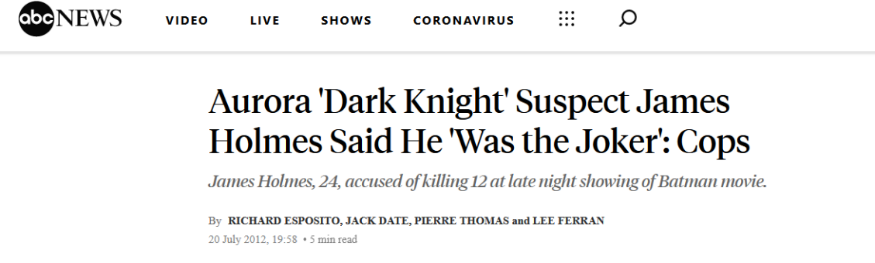 abc NEWS VIDEO LIVE SHOWS CORONAVIRUS
Aurora 'Dark Knight' Suspect James
Holmes Said He 'Was the Joker': Cops
James Holmes, 24, accused of killing 12 at late night showing of Batman movie.
By RICHARD ESPOSITO, JACK DATE, PIERRE THOMAS and LEE FERRAN
20 July 2012, 19:58 • 5 min read